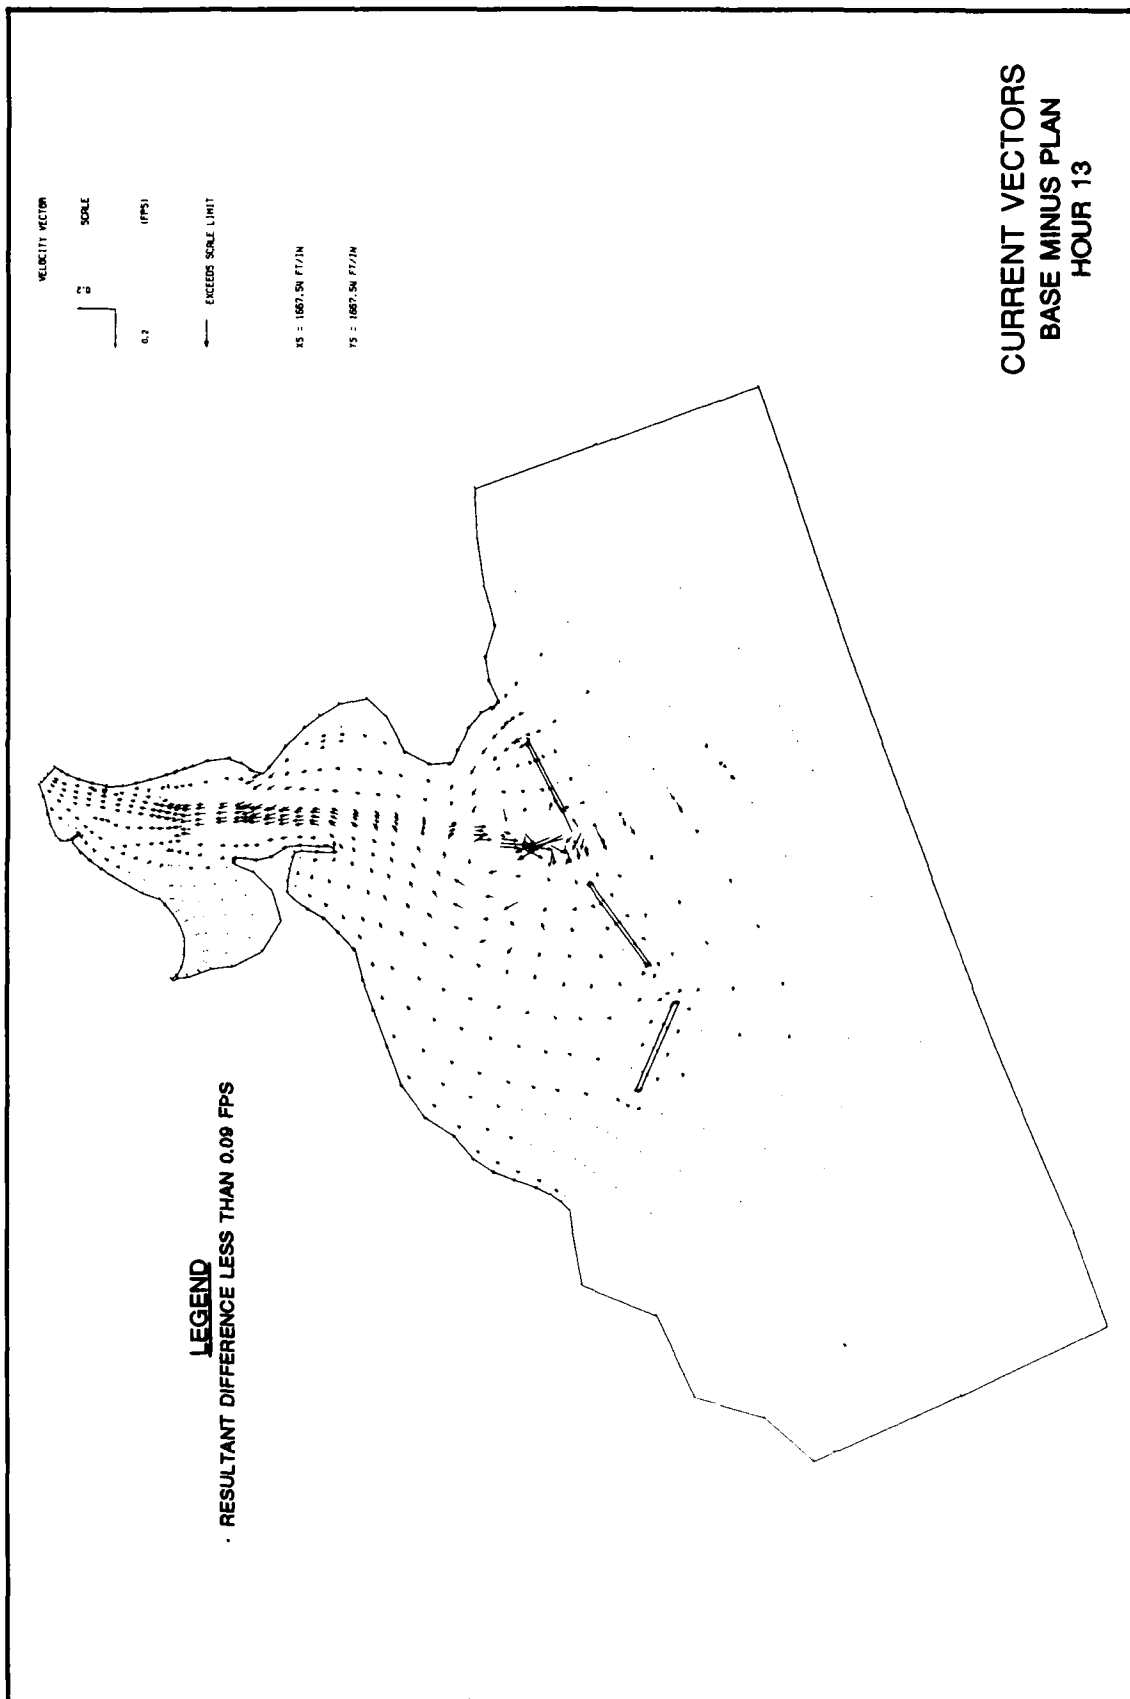 VELOCITY VECTOR
SCALE
0.2
0.2 (FPS)
EXCEEDS SCALE LIMIT
XS = 1667.54 FT/IN
YS = 1667.54 FT/IN
LEGEND
· RESULTANT DIFFERENCE LESS THAN 0.09 FPS
CURRENT VECTORS
BASE MINUS PLAN
HOUR 13